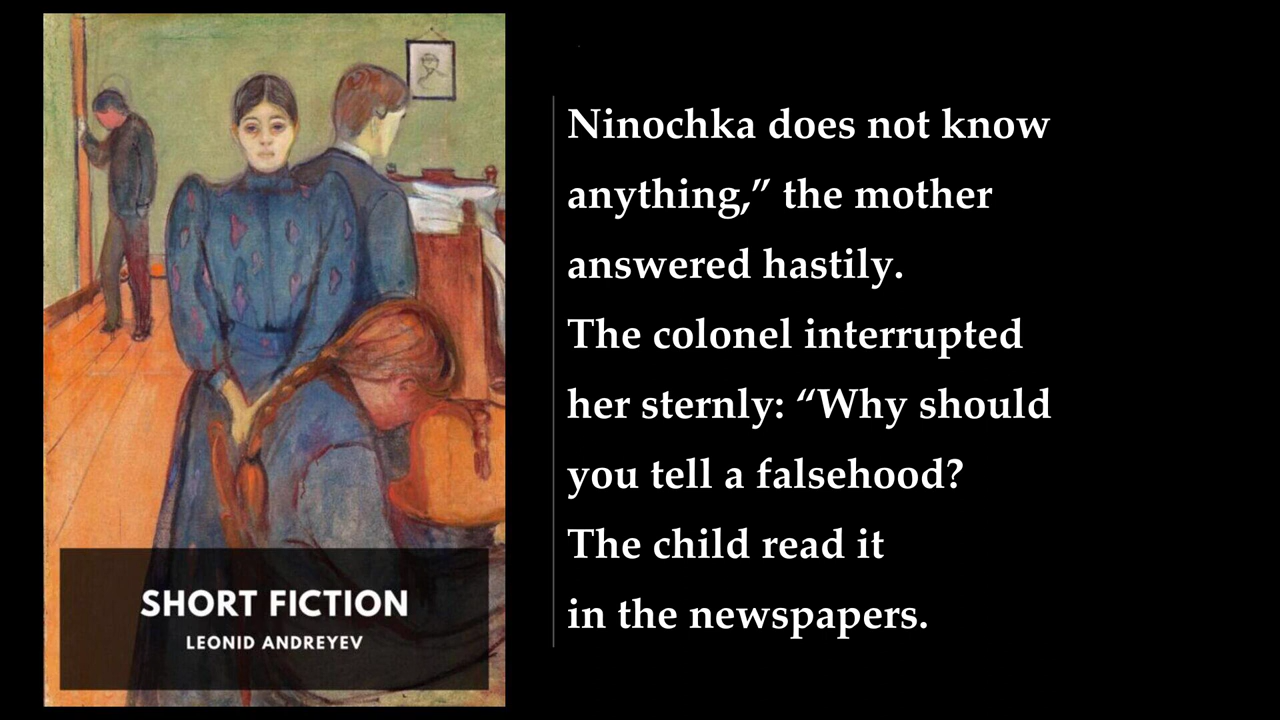 SHORT FICTION
LEONID ANDREYEV
Ninochka does not know
anything,” the mother
answered hastily.
The colonel interrupted
her sternly: “Why should
you tell a falsehood?
The child read it
in the newspapers.